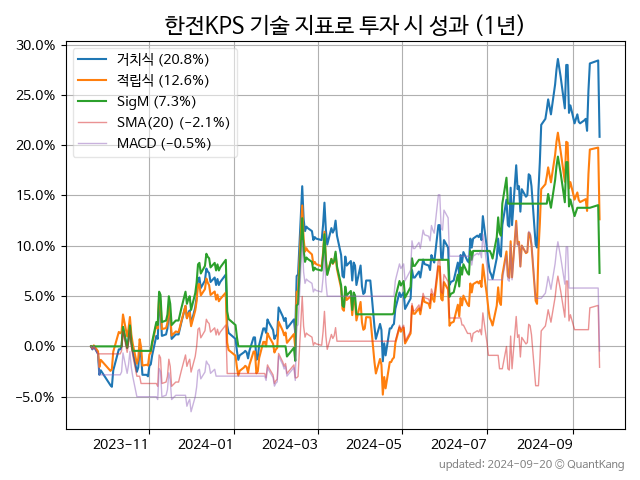 한전KPS 기술 지표로 투자 시 성과 (1년)
30.0%
25.0%
20.0%
15.0%
10.0%
5.0%
0.0%
−5.0%
거치식 (20.8%)
적립식 (12.6%)
SigM (7.3%)
SMA(20) (−2.1%)
MACD (−0.5%)
2023−11 2024−01 2024−03 2024−05 2024−07 2024−09
updated: 2024−09−20 © QuantKang